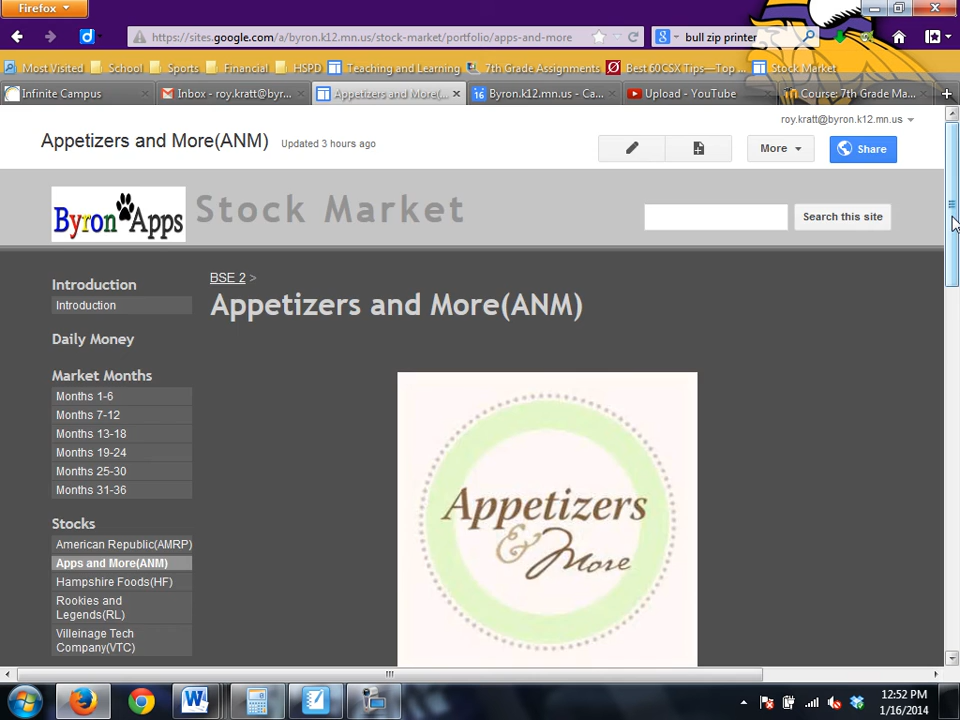 Firefox
https://sites.google.com/a/byron.k12.mn.us/stock-market/portfolio/apps-and-more
bull zip printer
Most Visited School Sports Financial HSPD Teaching and Learning 7th Grade Assignments Best 60CSX Tips—Top ... Stock Market
Infinite Campus Inbox - roy.kratt@byr... Appetizers and More(... Byron.k12.mn.us - Ca... Upload - YouTube Course: 7th Grade Ma...
roy.kratt@byron.k12.mn.us
Appetizers and More(ANM) Updated 3 hours ago
More Share
Byron Apps Stock Market
Search this site
Introduction
Introduction
Daily Money
Market Months
Months 1-6
Months 7-12
Months 13-18
Months 19-24
Months 25-30
Months 31-36
Stocks
American Republic(AMRP)
Apps and More(ANM)
Hampshire Foods(HF)
Rookies and
Legends(RL)
Villeinage Tech
Company(VTC)
BSE 2 >
Appetizers and More(ANM)
Appetizers
& More
12:52 PM
1/16/2014